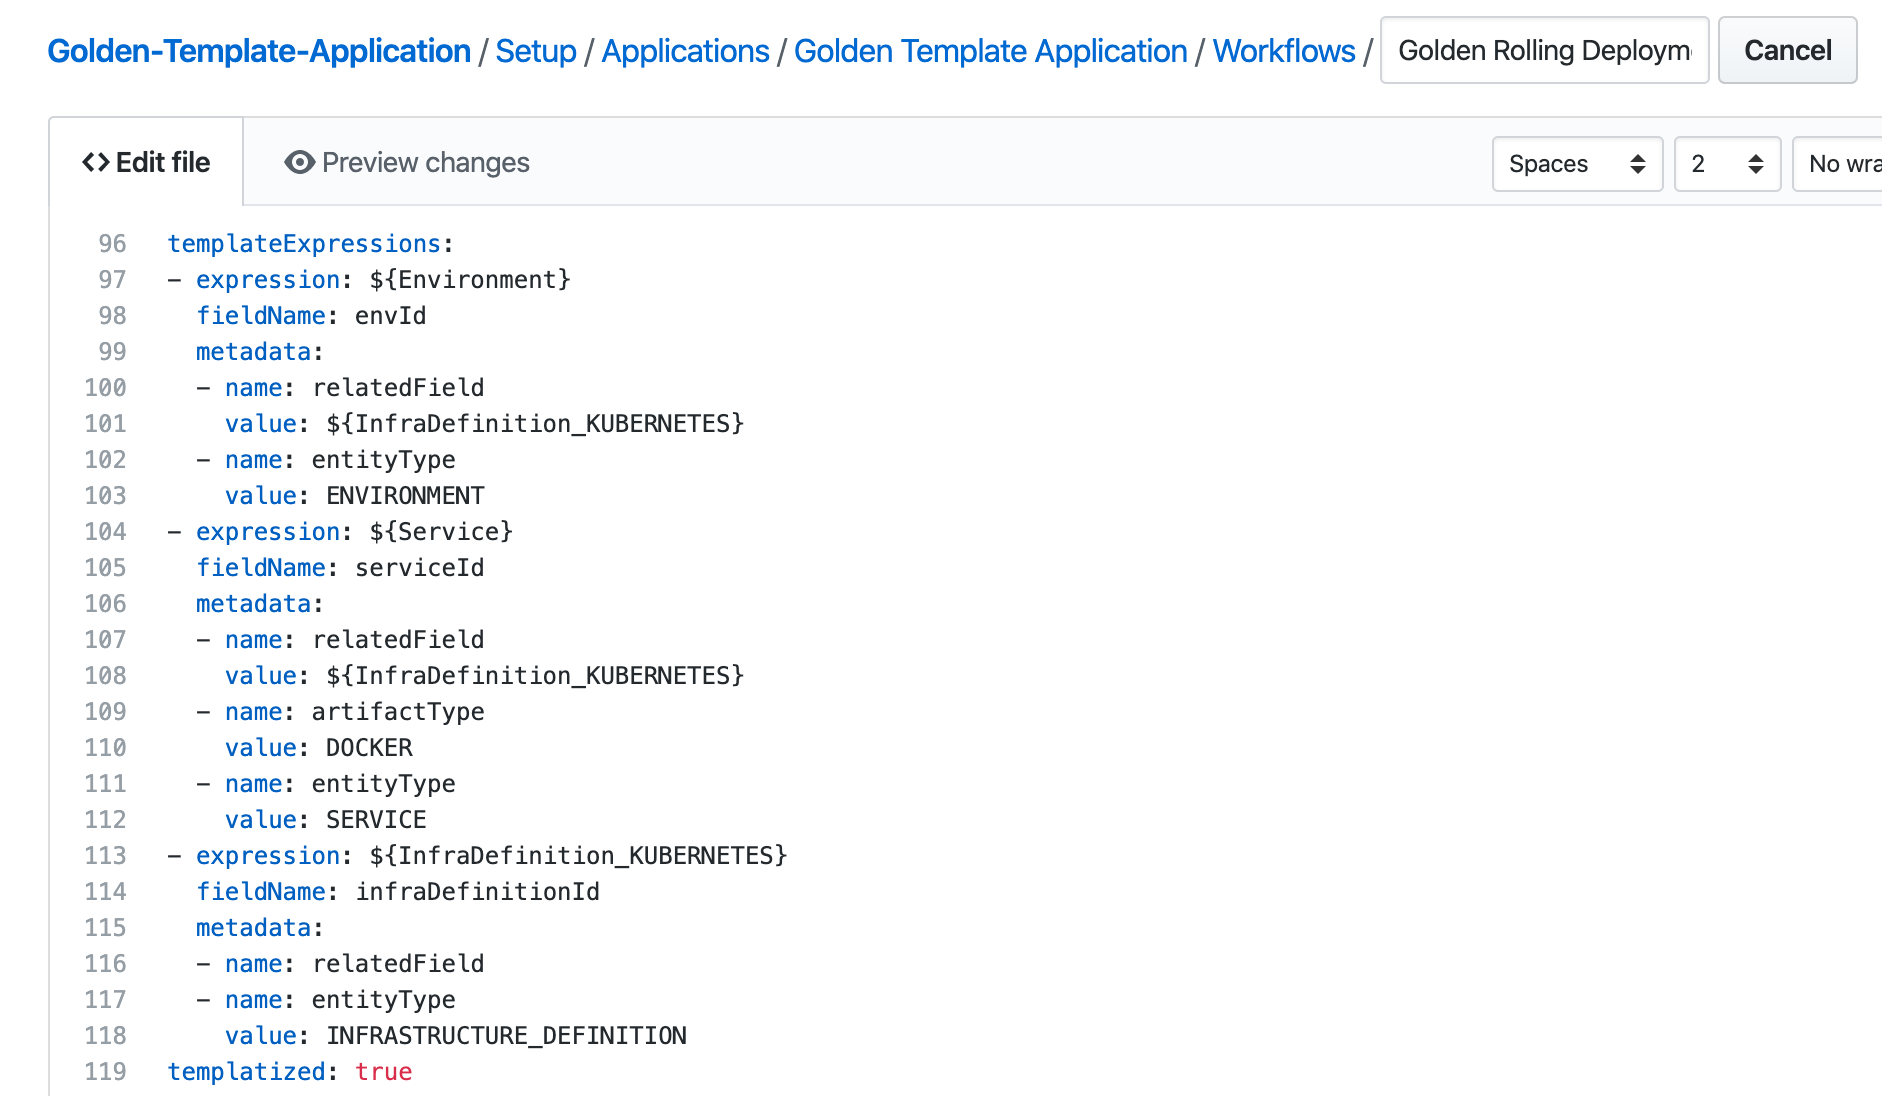 Golden-Template-Application / Setup / Applications / Golden Template Application / Workflows / Golden Rolling Deploym Cancel
<> Edit file Preview changes Spaces 2 No wra
96 templateExpressions:
97 - expression: ${Environment}
98   fieldName: envId
99   metadata:
100   - name: relatedField
101     value: ${InfraDefinition_KUBERNETES}
102   - name: entityType
103     value: ENVIRONMENT
104 - expression: ${Service}
105   fieldName: serviceId
106   metadata:
107   - name: relatedField
108     value: ${InfraDefinition_KUBERNETES}
109   - name: artifactType
110     value: DOCKER
111   - name: entityType
112     value: SERVICE
113 - expression: ${InfraDefinition_KUBERNETES}
114   fieldName: infraDefinitionId
115   metadata:
116   - name: relatedField
117   - name: entityType
118     value: INFRASTRUCTURE_DEFINITION
119 templatized: true